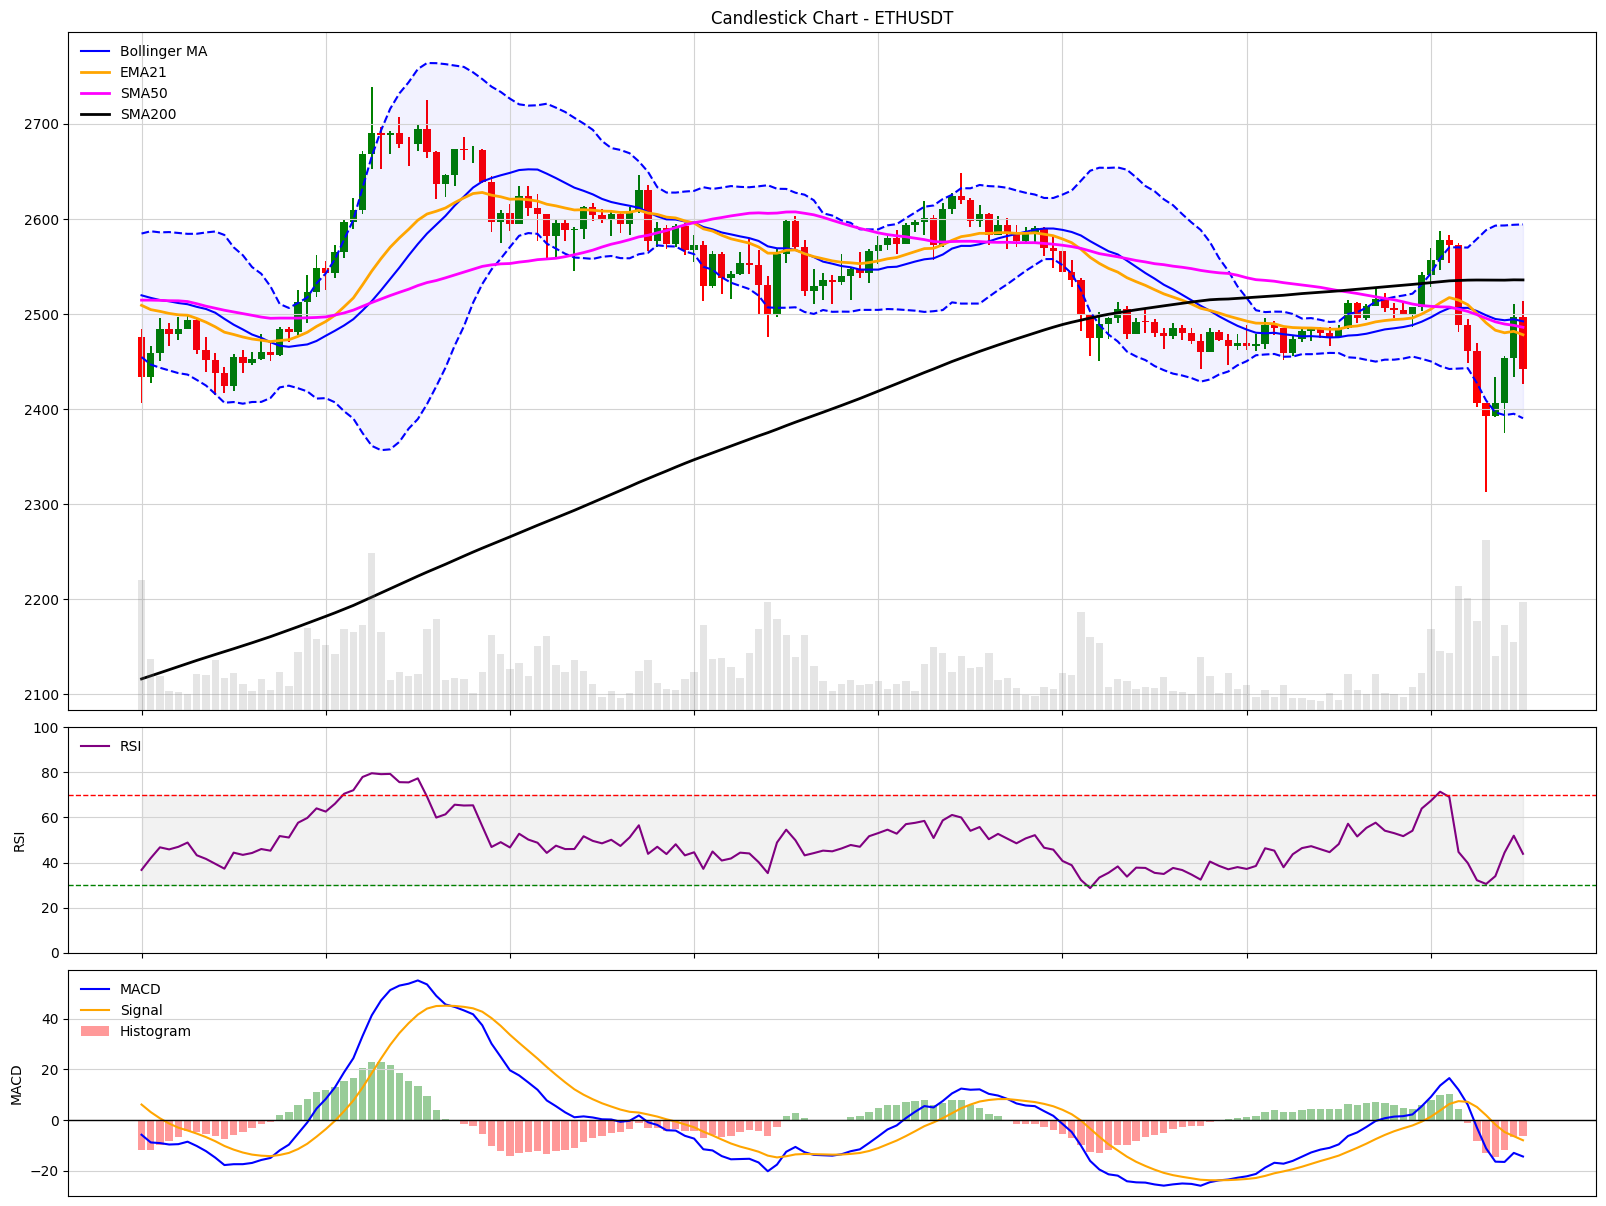 Candlestick Chart - ETHUSDT
Bollinger MA
EMA21
SMA50
SMA200
2700
2600
2500
2400
2300
2200
2100
RSI
100
80
60
40
20
0
RSI
MACD
Signal
Histogram
40
20
0
−20
MACD